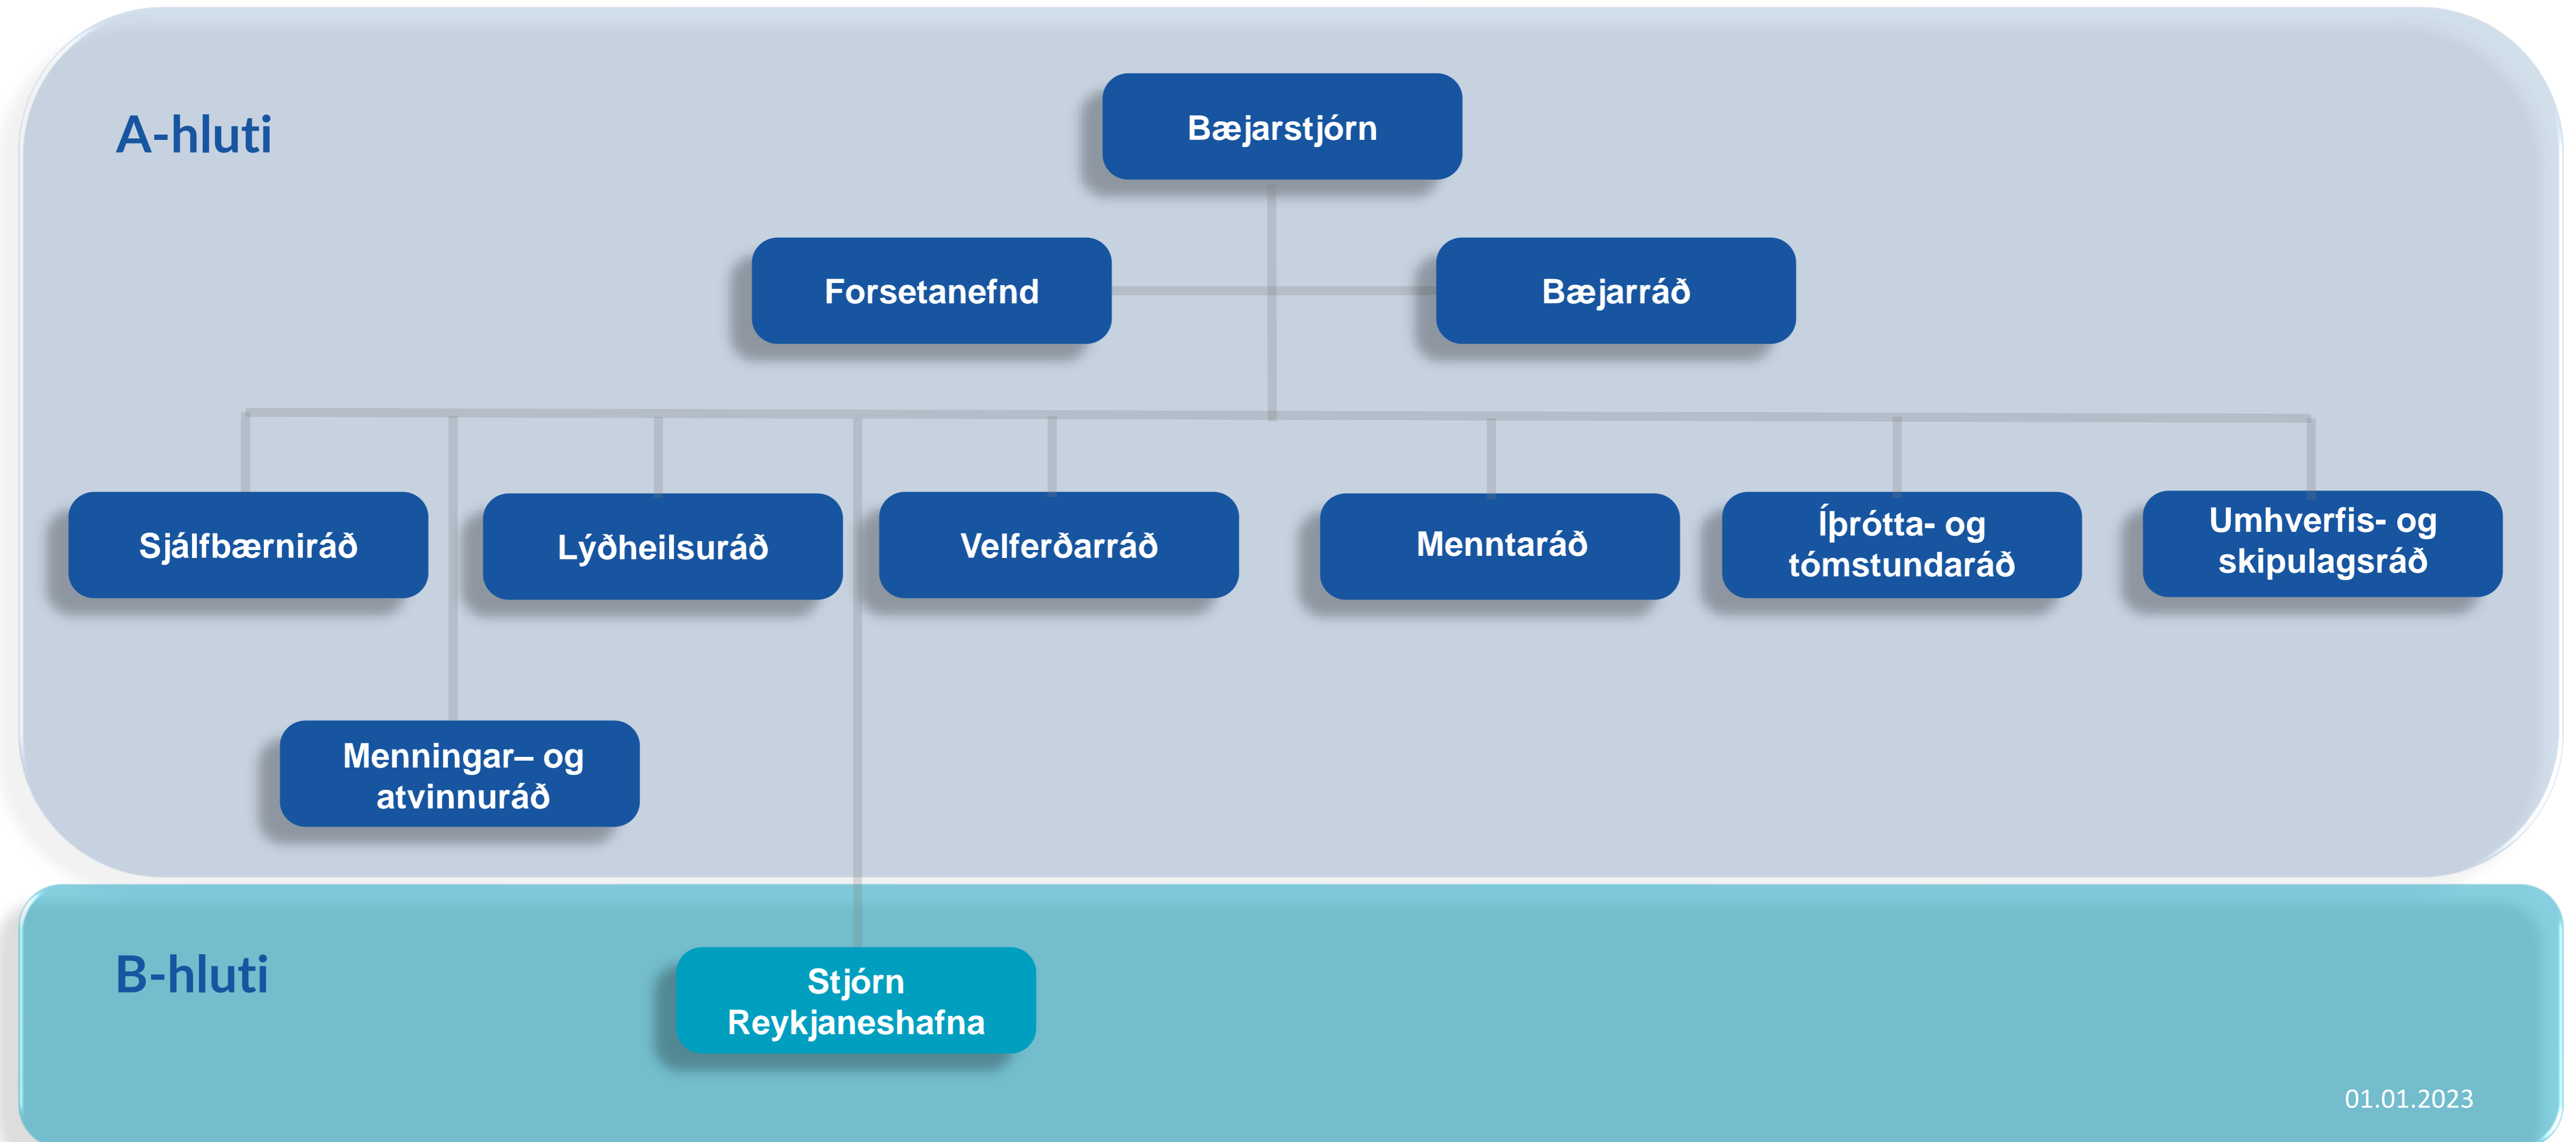 A-hluti
Bæjarstjórn
Forsetanefnd
Bæjarráð
Sjálfbærniráð
Lýðheilsuráð
Velferðarráð
Menntaráð
Íþrótta- og
tómstundaráð
Umhverfis- og
skipulagsráð
Menningar– og
atvinnuráð
B-hluti
Stjórn
Reykjaneshafna
01.01.2023